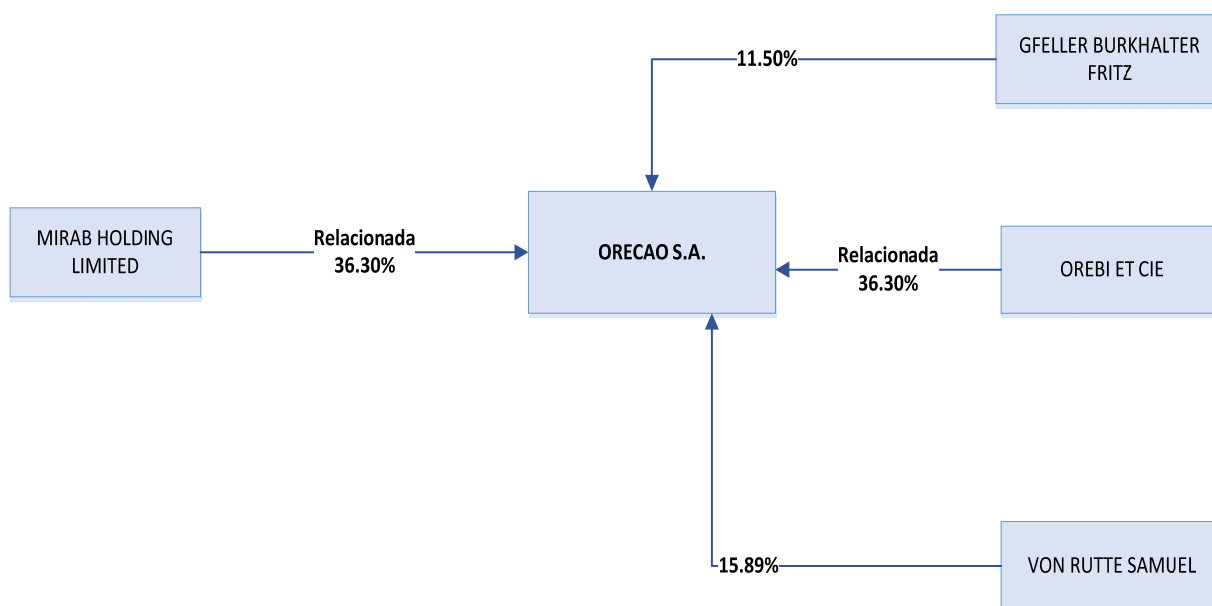 GFELLER BURKHALTER
FRITZ
11.50%
MIRAB HOLDING
LIMITED
Relacionada
36.30%
ORECAO S.A.
Relacionada
36.30%
OREBI ET CIE
15.89%
VON RUTTE SAMUEL